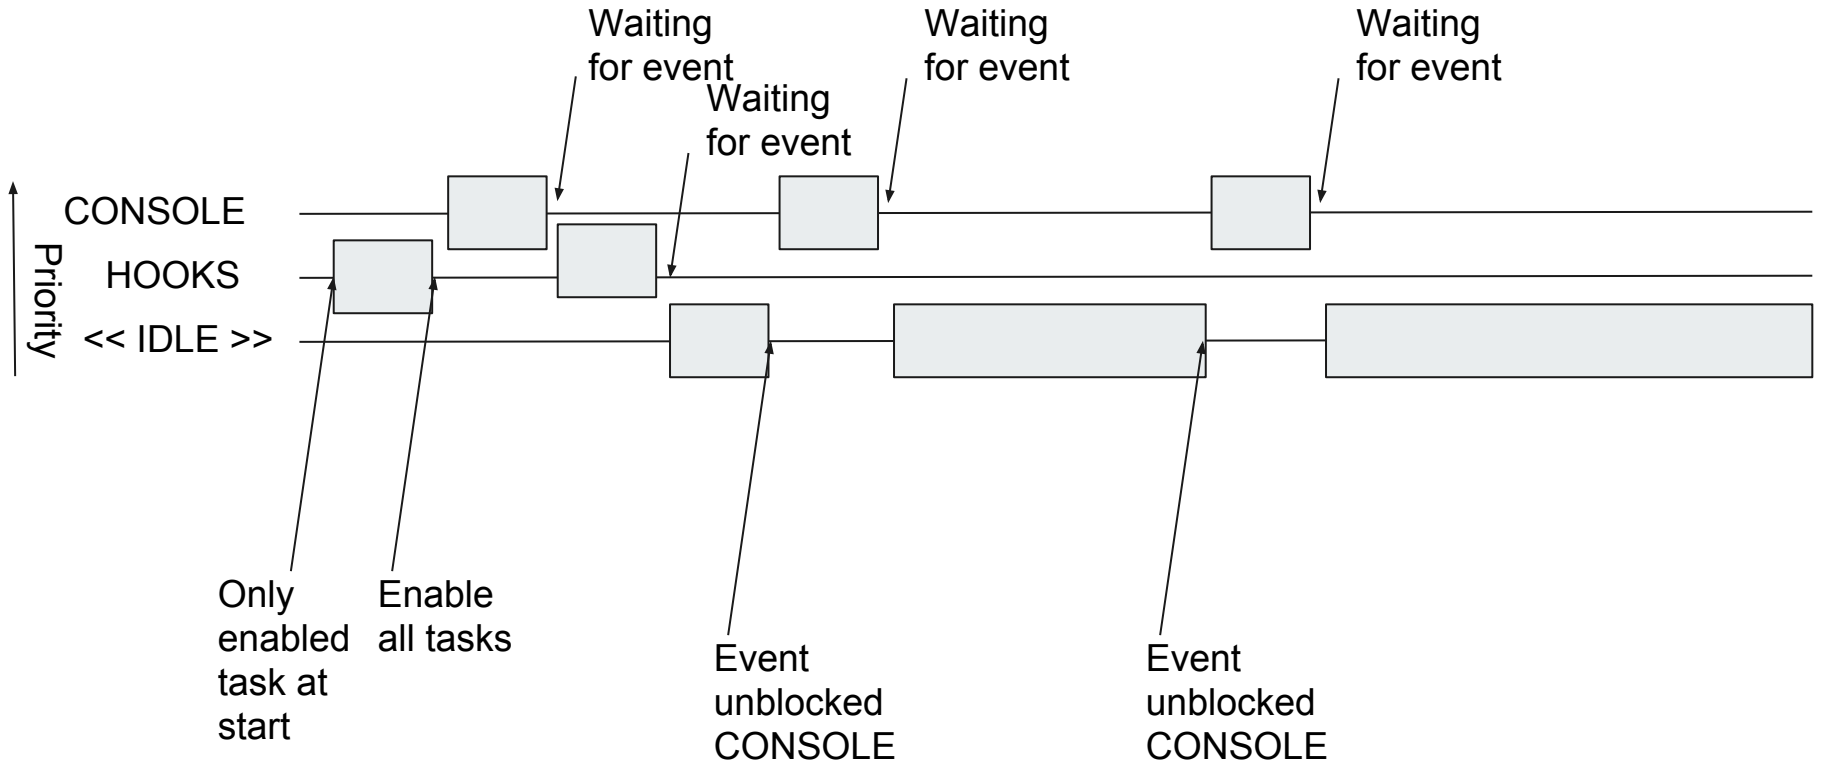 Waiting
for event
Waiting
for event
Waiting
for event
Waiting
for event
Priority
CONSOLE
HOOKS
<< IDLE >>
Only
enabled
task at
start
Enable
all tasks
Event
unblocked
CONSOLE
Event
unblocked
CONSOLE